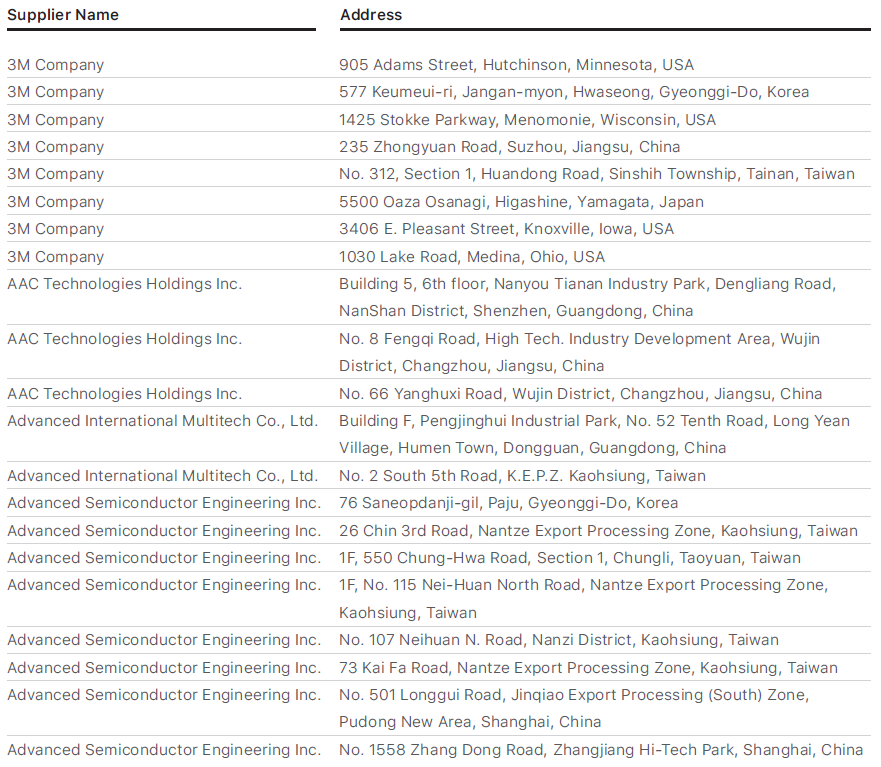 Supplier Name Address
3M Company 905 Adams Street, Hutchinson, Minnesota, USA
3M Company 577 Keumeui-ri, Jangan-myon, Hwaseong, Gyeonggi-Do, Korea
3M Company 1425 Stokke Parkway, Menomonie, Wisconsin, USA
3M Company 235 Zhongyuan Road, Suzhou, Jiangsu, China
3M Company No. 312, Section 1, Huandong Road, Sinshih Township, Tainan, Taiwan
3M Company 5500 Oaza Osanagi, Higashine, Yamagata, Japan
3M Company 3406 E. Pleasant Street, Knoxville, Iowa, USA
3M Company 1030 Lake Road, Medina, Ohio, USA
AAC Technologies Holdings Inc. Building 5, 6th floor, Nanyou Tianan Industry Park, Dengliang Road,
NanShan District, Shenzhen, Guangdong, China
AAC Technologies Holdings Inc. No. 8 Fengqi Road, High Tech. Industry Development Area, Wujin
District, Changzhou, Jiangsu, China
AAC Technologies Holdings Inc. No. 66 Yanghuxi Road, Wujin District, Changzhou, Jiangsu, China
Advanced International Multitech Co., Ltd. Building F, Pengjinghui Industrial Park, No. 52 Tenth Road, Long Yean
Village, Humen Town, Dongguan, Guangdong, China
Advanced International Multitech Co., Ltd. No. 2 South 5th Road, K.E.P.Z. Kaohsiung, Taiwan
Advanced Semiconductor Engineering Inc. 76 Saneopdanji-gil, Paju, Gyeonggi-Do, Korea
Advanced Semiconductor Engineering Inc. 26 Chin 3rd Road, Nantze Export Processing Zone, Kaohsiung, Taiwan
Advanced Semiconductor Engineering Inc. 1F, 550 Chung-Hwa Road, Section 1, Chungli, Taoyuan, Taiwan
Advanced Semiconductor Engineering Inc. 1F, No. 115 Nei-Huan North Road, Nantze Export Processing Zone,
Kaohsiung, Taiwan
Advanced Semiconductor Engineering Inc. No. 107 Neihuan N. Road, Nanzi District, Kaohsiung, Taiwan
Advanced Semiconductor Engineering Inc. 73 Kai Fa Road, Nantze Export Processing Zone, Kaohsiung, Taiwan
Advanced Semiconductor Engineering Inc. No. 501 Longgui Road, Jinqiao Export Processing (South) Zone,
Pudong New Area, Shanghai, China
Advanced Semiconductor Engineering Inc. No. 1558 Zhang Dong Road, Zhangjiang Hi-Tech Park, Shanghai, China